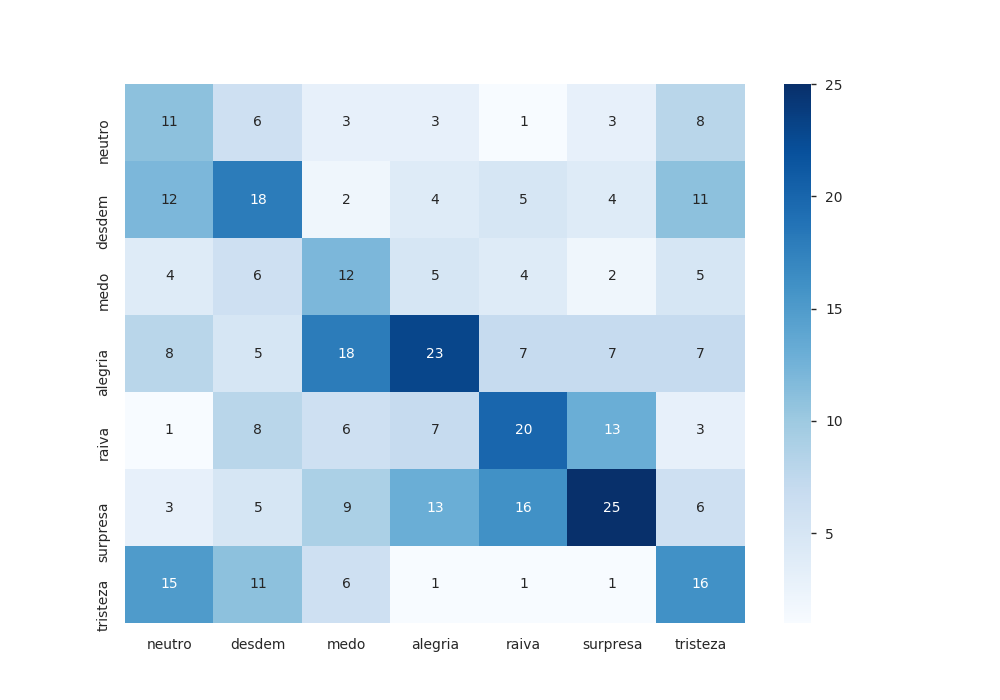 neutro 11 6 3 3 1 3 8
desdem 12 18 2 4 5 4 11
medo 4 6 12 5 4 2 5
alegria 8 5 18 23 7 7 7
raiva 1 8 6 7 20 13 3
surpresa 3 5 9 13 16 25 6
tristeza 15 11 6 1 1 1 16
neutro desdem medo alegria raiva surpresa tristeza
25
20
15
10
5